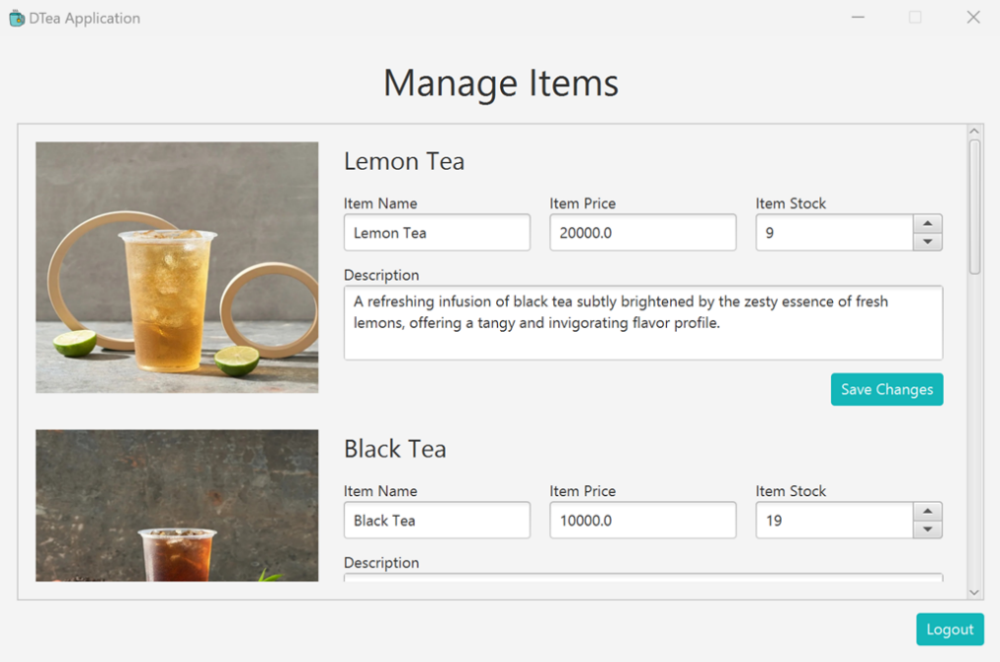 DTea Application
Manage Items
Lemon Tea
Item Name Item Price Item Stock
Lemon Tea 20000.0 9
Description
A refreshing infusion of black tea subtly brightened by the zesty essence of fresh
lemons, offering a tangy and invigorating flavor profile.
Save Changes
Black Tea
Item Name Item Price Item Stock
Black Tea 10000.0 19
Description
Logout